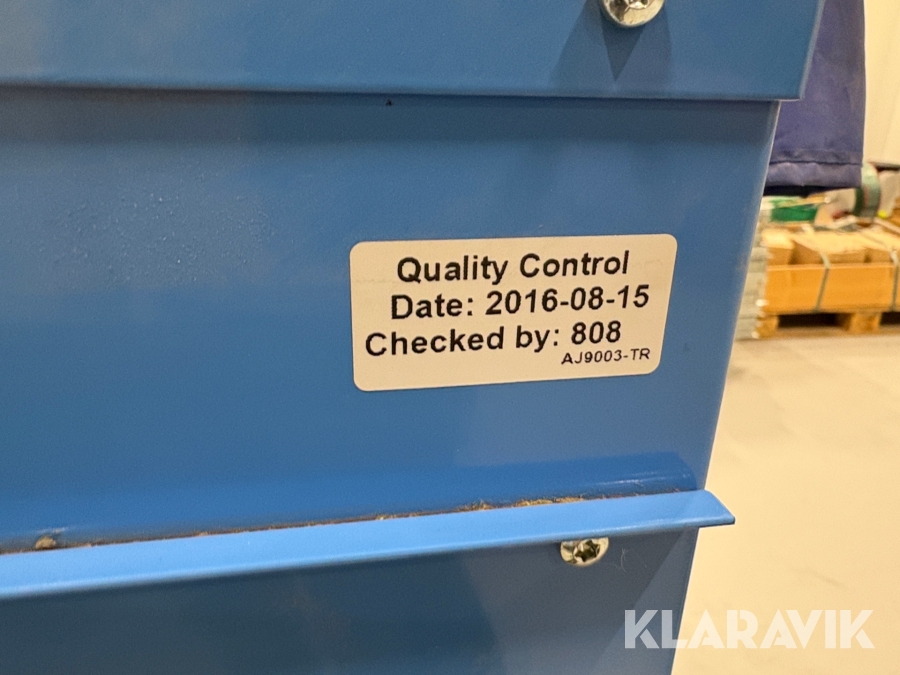 Quality Control
Date: 2016-08-15
Checked by: 808
AJ9003-TR
KLARAVIK